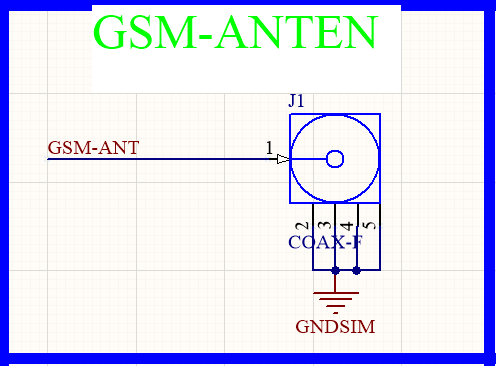 GSM-ANTEN
J1
GSM-ANT
1
2
3
4
5
COAX-F
GNDSIM